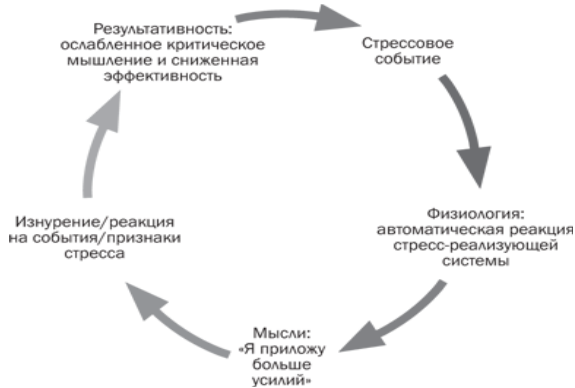 Результативность:
ослабленное критическое
мышление и сниженная
эффективность
Стрессовое
событие
Физиология:
автоматическая реакция
стресс-реализующей
системы
Мысли:
«Я приложу
больше
усилий»
Изнурение/реакция
на события/признаки
стресса